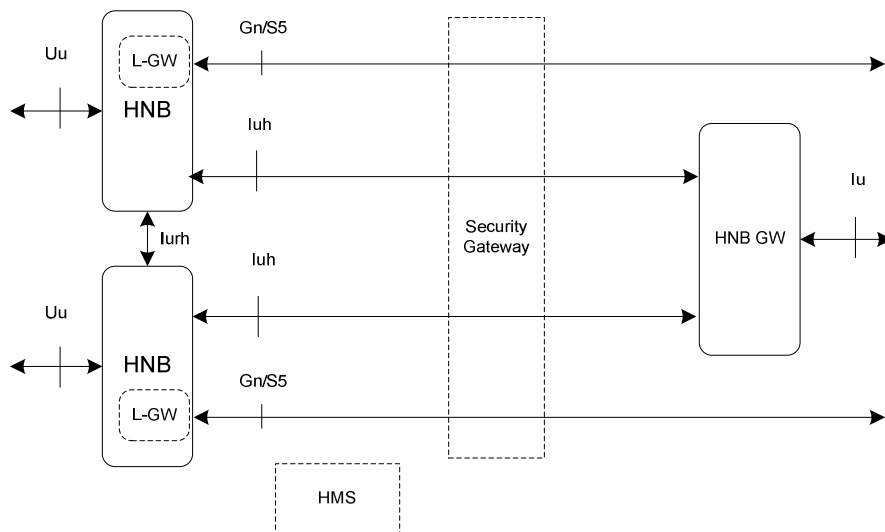 Gn/S5
Uu
L-GW
HNB
Iuh
Iu
Security
Gateway
HNB GW
Iurh
Iuh
Uu
HNB
Gn/S5
L-GW
HMS